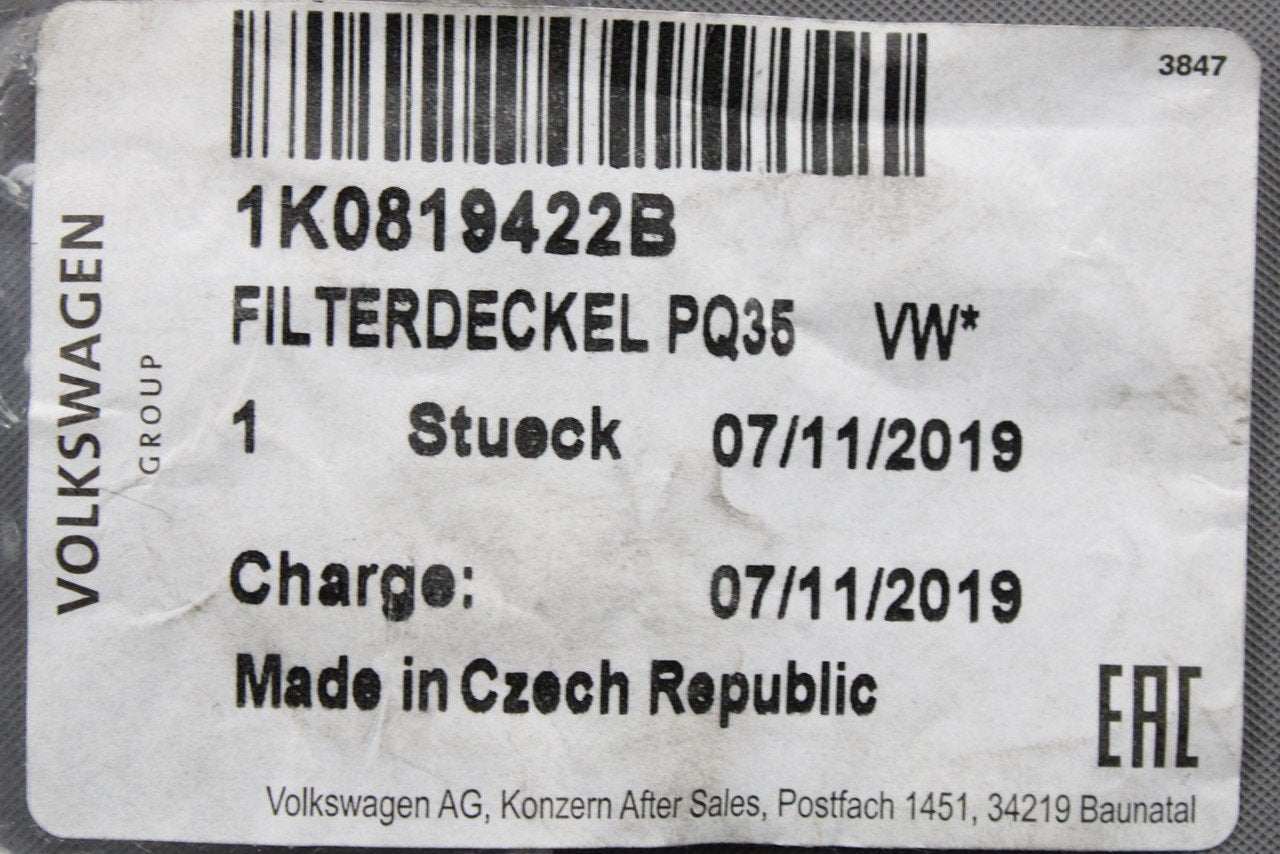 3847
1K0819422B
FILTERDECKEL PQ35 VW*
1 Stueck 07/11/2019
Charge: 07/11/2019
Made in Czech Republic
EAC
Volkswagen AG, Konzern After Sales, Postfach 1451, 34219 Baunatal
VOLKSWAGEN
GROUP